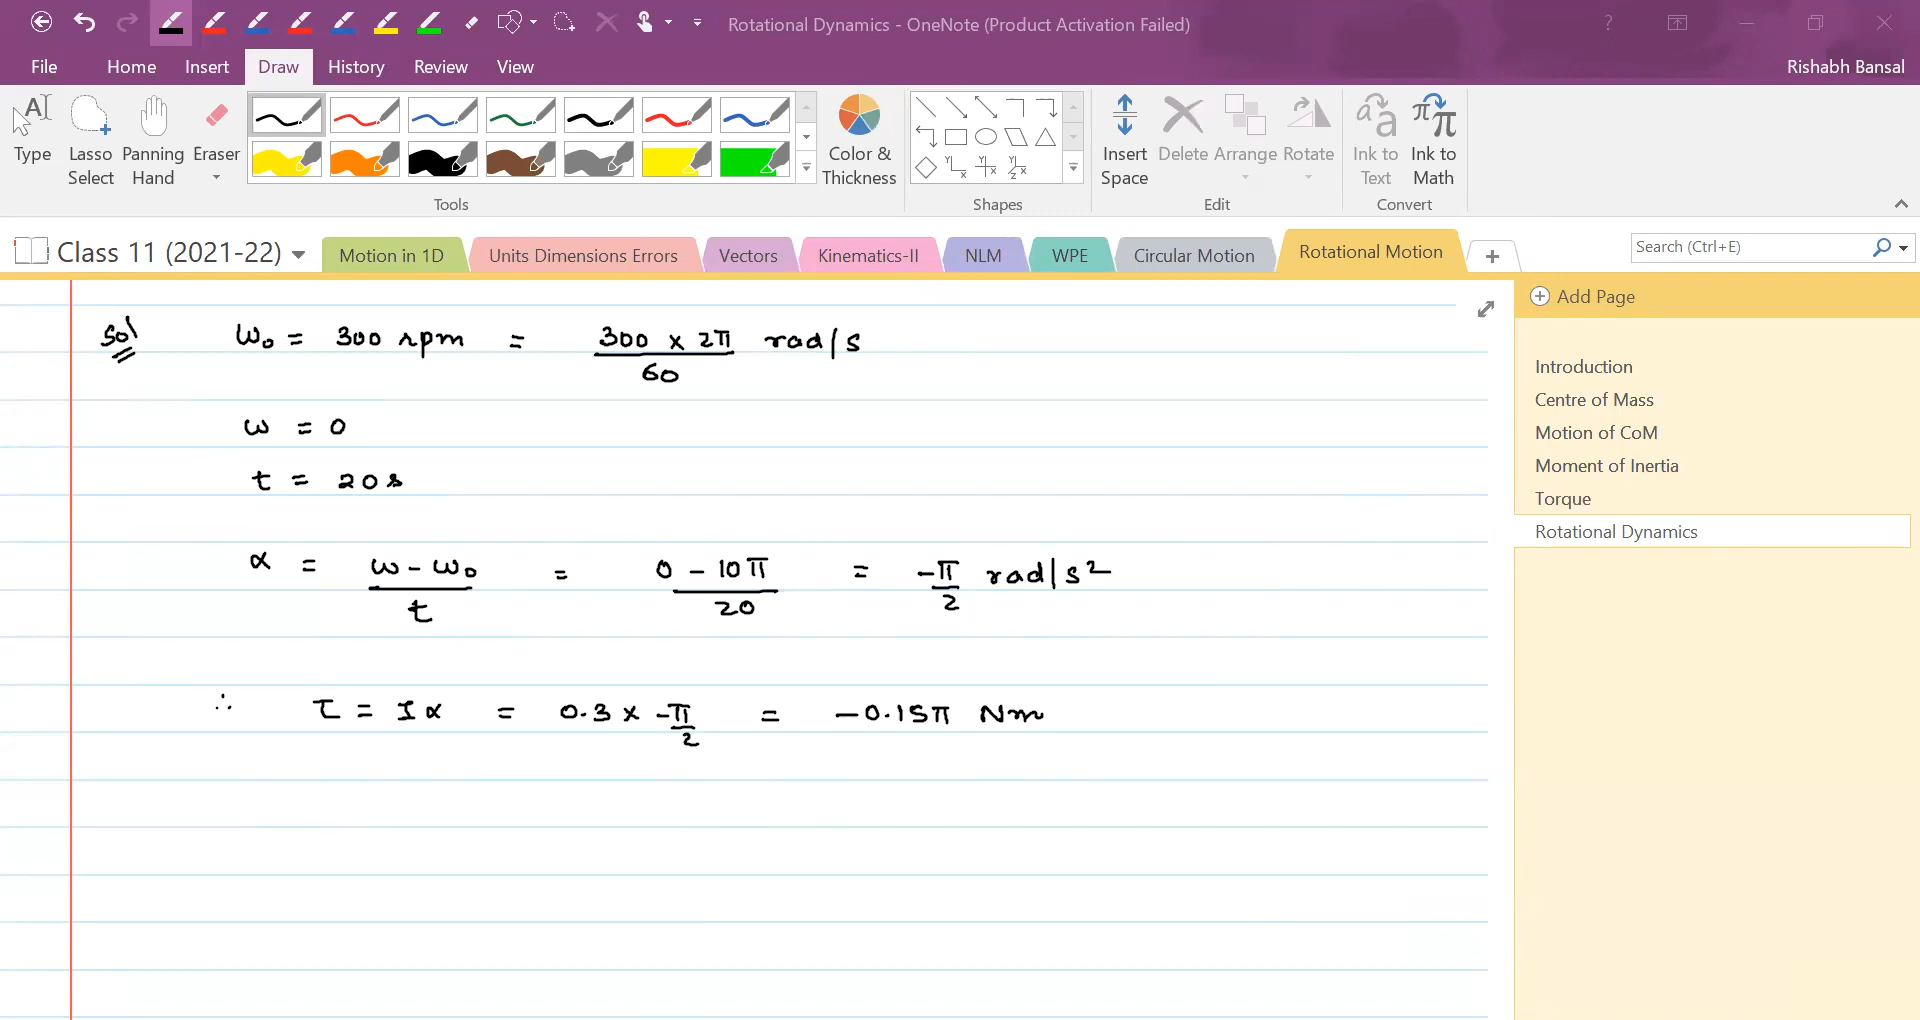 Rotational Dynamics - OneNote (Product Activation Failed)
?
File Home Insert Draw History Review View Rishabh Bansal
Type
Lasso Select
Panning Hand
Eraser
Color & Thickness
Insert Space
Delete
Arrange
Rotate
Ink to Text
Ink to Math
Tools Shapes Edit Convert
Class 11 (2021-22) Motion in 1D Units Dimensions Errors Vectors Kinematics-II NLM WPE Circular Motion Rotational Motion + Search (Ctrl+E)
Add Page
Introduction
Centre of Mass
Motion of CoM
Moment of Inertia
Torque
Rotational Dynamics
Sol ω₀ = 300 rpm = 300 × 2π / 60 rad/s
ω = 0
t = 20 s
α = ω - ω₀ / t = 0 - 10π / 20 = -π/2 rad/s²
∴ τ = Iα = 0.3 × -π/2 = -0.15π Nm